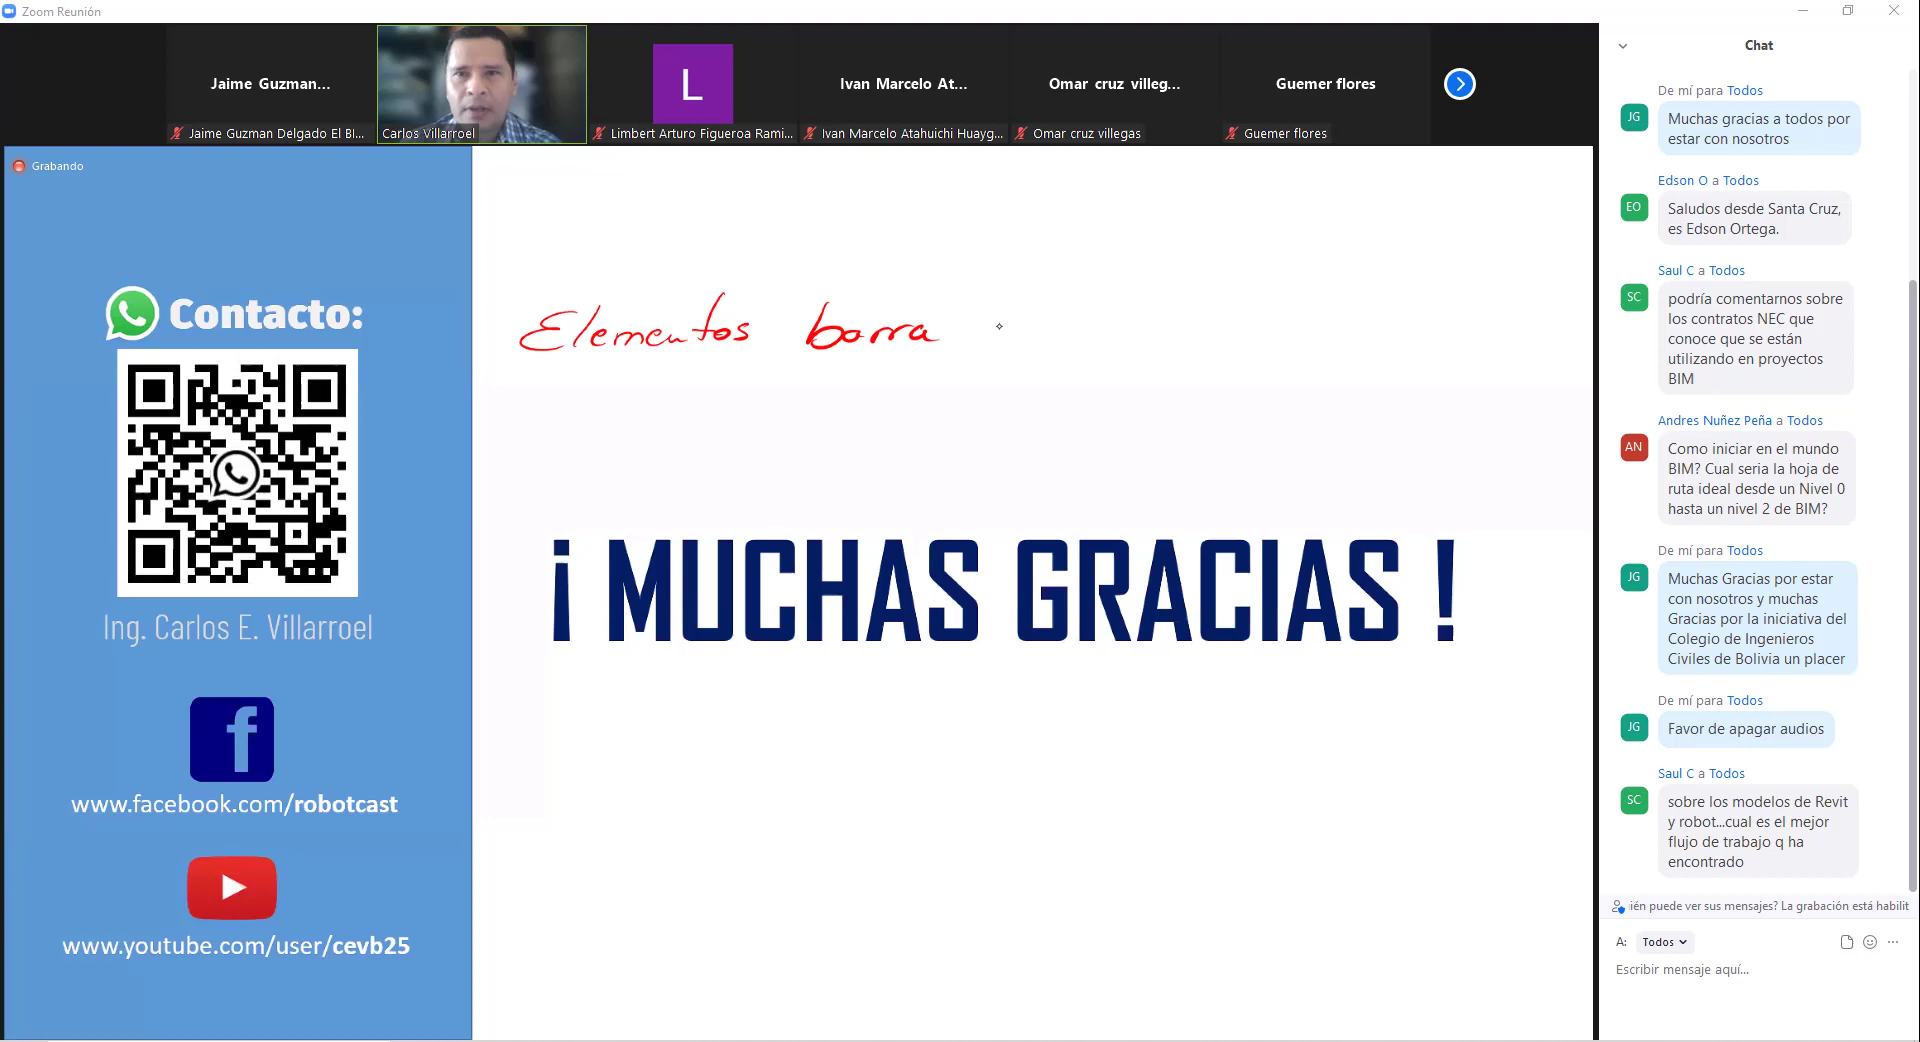 Zoom Reunión
Jaime Guzman...
Jaime Guzman Delgado El BI...
Carlos Villarroel
L
Limbert Arturo Figueroa Rami...
Ivan Marcelo At...
Ivan Marcelo Atahuichi Huayg...
Omar cruz villeg...
Omar cruz villegas
Guemer flores
Guemer flores
Grabando
Contacto:
Ing. Carlos E. Villarroel
f
www.facebook.com/robotcast
www.youtube.com/user/cevb25
Elementos barra
¡ MUCHAS GRACIAS !
Chat
De mí para Todos
JG
Muchas gracias a todos por
estar con nosotros
Edson O a Todos
EO
Saludos desde Santa Cruz,
es Edson Ortega.
Saul C a Todos
SC
podría comentarnos sobre
los contratos NEC que
conoce que se están
utilizando en proyectos
BIM
Andres Nuñez Peña a Todos
AN
Como iniciar en el mundo
BIM? Cual seria la hoja de
ruta ideal desde un Nivel 0
hasta un nivel 2 de BIM?
De mí para Todos
JG
Muchas Gracias por estar
con nosotros y muchas
Gracias por la iniciativa del
Colegio de Ingenieros
Civiles de Bolivia un placer
De mí para Todos
JG
Favor de apagar audios
Saul C a Todos
SC
sobre los modelos de Revit
y robot...cual es el mejor
flujo de trabajo q ha
encontrado
ién puede ver sus mensajes? La grabación está habilit
A: Todos
Escribir mensaje aquí...